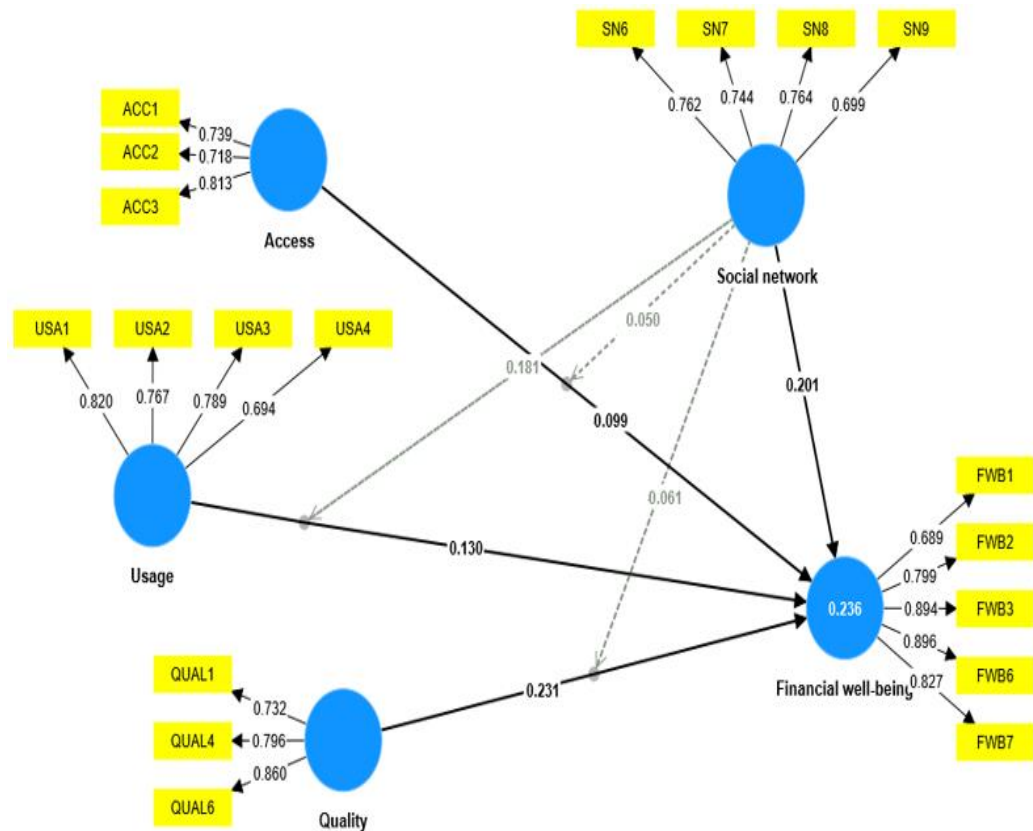 SN6 SN7 SN8 SN9
0.762 0.744 0.764 0.699
Social network
ACC1
ACC2
ACC3
0.739
0.718
0.813
Access
0.050
0.181
0.201
0.099
0.061
USA1 USA2 USA3 USA4
0.820 0.767 0.789 0.694
Usage
0.130
FWB1
FWB2
FWB3
FWB6
FWB7
0.689
0.799
0.894
0.896
0.827
0.236
Financial well-being
QUAL1
QUAL4
QUAL6
0.732
0.796
0.860
0.231
Quality